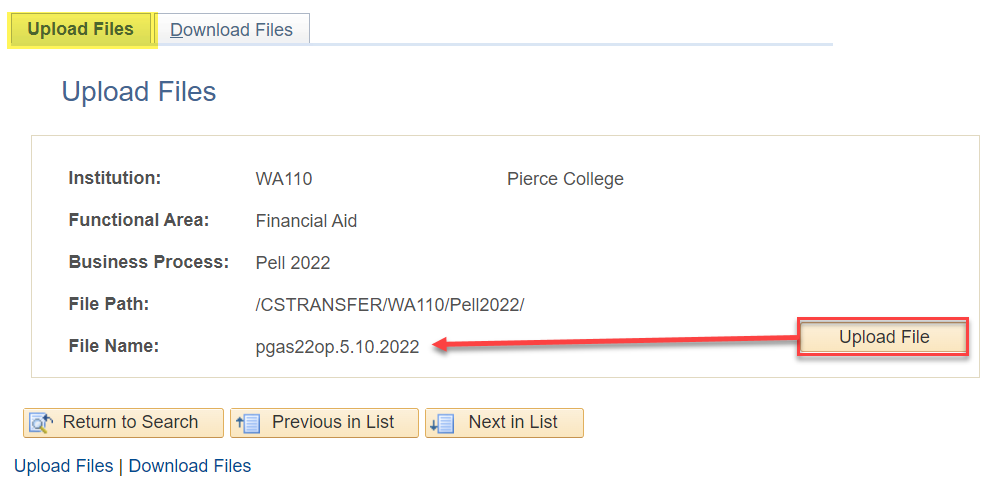 Upload Files Download Files
Upload Files
Institution: WA110 Pierce College
Functional Area: Financial Aid
Business Process: Pell 2022
File Path: /CSTRANSFER/WA110/Pell2022/
File Name: pgas22op.5.10.2022 Upload File
Return to Search Previous in List Next in List
Upload Files | Download Files